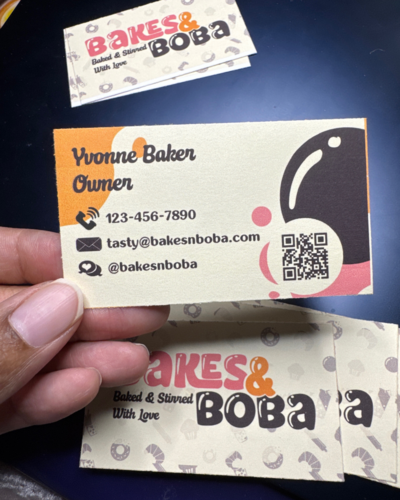 BAKES&
BOBA
Baked & Stirred
With Love
Yvonne Baker
Owner
123-456-7890
tasty@bakesnboba.com
@bakesnboba
BAKES&
BOBA
Baked & Stirred
With Love
a